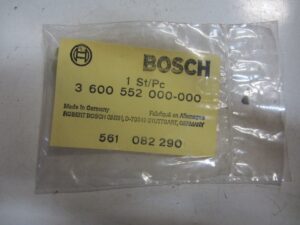 BOSCH
1 St/Pc
3 600 552 000-000
Made in Germany Fabriqué en Allemagne
ROBERT BOSCH GMBH, STUTTGART, GERMANY
561 082 290